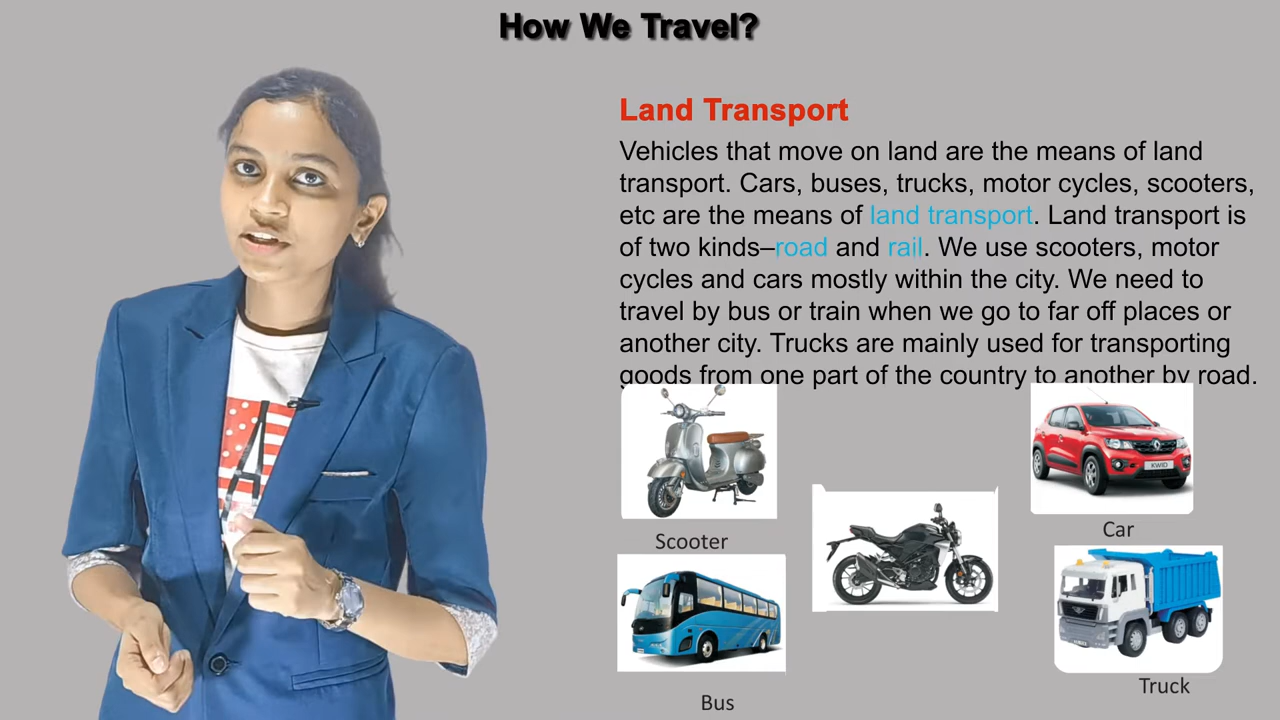 How We Travel?
Land Transport
Vehicles that move on land are the means of land
transport. Cars, buses, trucks, motor cycles, scooters,
etc are the means of land transport. Land transport is
of two kinds–road and rail. We use scooters, motor
cycles and cars mostly within the city. We need to
travel by bus or train when we go to far off places or
another city. Trucks are mainly used for transporting
goods from one part of the country to another by road.
KWID
Scooter
Car
Bus
Truck